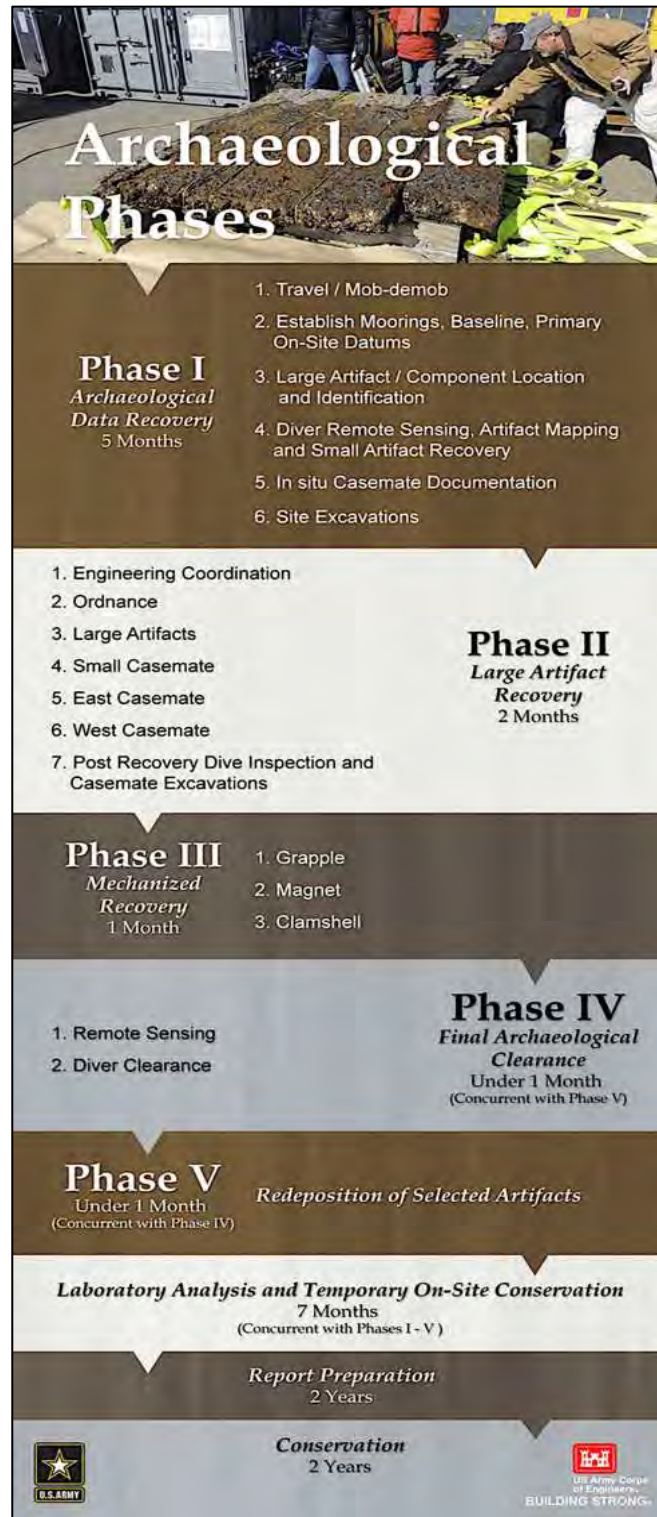 Archaeological
Phases
Phase I
Archaeological
Data Recovery
5 Months
1. Travel / Mob-demob
2. Establish Moorings, Baseline, Primary
On-Site Datums
3. Large Artifact / Component Location
and Identification
4. Diver Remote Sensing, Artifact Mapping
and Small Artifact Recovery
5. In situ Casemate Documentation
6. Site Excavations
1. Engineering Coordination
2. Ordnance
3. Large Artifacts
4. Small Casemate
5. East Casemate
6. West Casemate
7. Post Recovery Dive Inspection and
Casemate Excavations
Phase II
Large Artifact
Recovery
2 Months
Phase III
Mechanized
Recovery
1 Month
1. Grapple
2. Magnet
3. Clamshell
1. Remote Sensing
2. Diver Clearance
Phase IV
Final Archaeological
Clearance
Under 1 Month
(Concurrent with Phase V)
Phase V
Under 1 Month
(Concurrent with Phase IV)
Redeposition of Selected Artifacts
Laboratory Analysis and Temporary On-Site Conservation
7 Months
(Concurrent with Phases I - V )
Report Preparation
2 Years
Conservation
2 Years
U.S. ARMY
US Army Corps
of Engineers®
BUILDING STRONG®